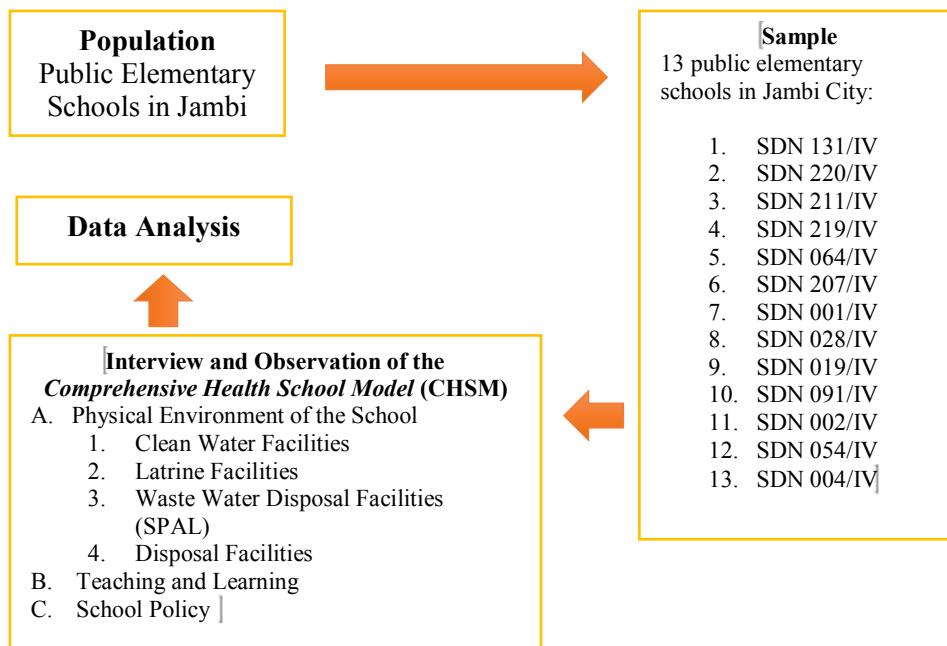 Population
Public Elementary
Schools in Jambi
Sample
13 public elementary
schools in Jambi City:
1. SDN 131/IV
2. SDN 220/IV
3. SDN 211/IV
4. SDN 219/IV
5. SDN 064/IV
6. SDN 207/IV
7. SDN 001/IV
8. SDN 028/IV
9. SDN 019/IV
10. SDN 091/IV
11. SDN 002/IV
12. SDN 054/IV
13. SDN 004/IV
Interview and Observation of the
Comprehensive Health School Model (CHSM)
A. Physical Environment of the School
1. Clean Water Facilities
2. Latrine Facilities
3. Waste Water Disposal Facilities
(SPAL)
4. Disposal Facilities
B. Teaching and Learning
C. School Policy
Data Analysis